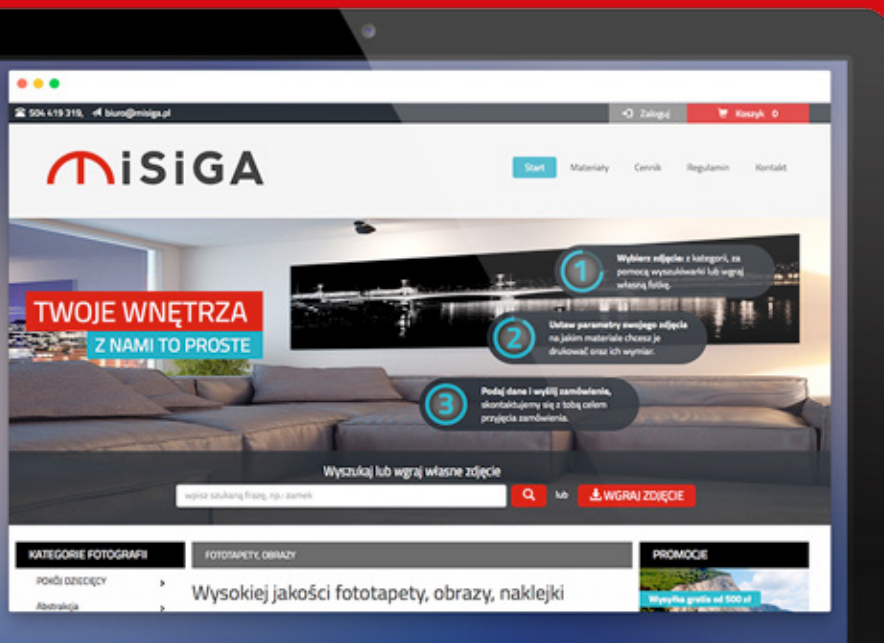 504 419 319, biuro@misiga.pl
Zaloguj
Koszyk 0
MiSiGA
Start
Materiały
Cennik
Regulamin
Kontakt
TWOJE WNĘTRZA
Z NAMI TO PROSTE
1
Wybierz zdjęcie: z kategorii, za
pomocą wyszukiwarki lub wgraj
własną fotkę.
2
Ustaw parametry swojego zdjęcia
na jakim materiale chcesz je
drukować oraz ich wymiar.
3
Podaj dane i wyślij zamówienie,
skontaktujemy się z tobą celem
przyjęcia zamówienia.
Wyszukaj lub wgraj własne zdjęcie
wpisz szukaną frazę, np.: zamek
lub
WGRAJ ZDJĘCIE
KATEGORIE FOTOGRAFII
POKÓJ DZIECIĘCY
Abstrakcja
FOTOTAPETY, OBRAZY
Wysokiej jakości fototapety, obrazy, naklejki
PROMOCJE
Wysyłka gratis od 500 zł